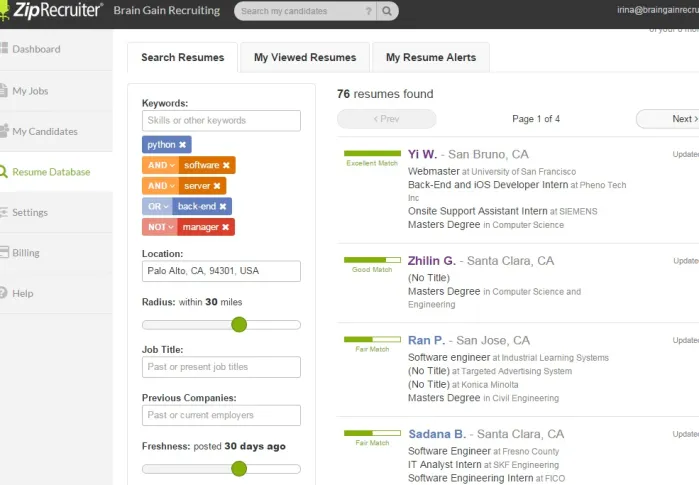 ZipRecruiter® Brain Gain Recruiting Search my candidates ? irina@braingainrecru
Dashboard
My Jobs
My Candidates
Resume Database
Settings
Billing
Help
Search Resumes My Viewed Resumes My Resume Alerts
Keywords:
Skills or other keywords
python ×
AND software ×
AND server ×
OR back-end ×
NOT manager ×
Location:
Palo Alto, CA, 94301, USA
Radius: within 30 miles
Job Title:
Past or present job titles
Previous Companies:
Past or current employers
Freshness: posted 30 days ago
76 resumes found
< Prev Page 1 of 4 Next >
Excellent Match
Yi W. - San Bruno, CA Update
Webmaster at University of San Francisco
Back-End and iOS Developer Intern at Pheno Tech
Inc
Onsite Support Assistant Intern at SIEMENS
Masters Degree in Computer Science
Good Match
Zhilin G. - Santa Clara, CA Update
(No Title)
Masters Degree in Computer Science and
Engineering
Fair Match
Ran P. - San Jose, CA Update
Software engineer at Industrial Learning Systems
(No Title) at Targeted Advertising System
(No Title) at Konica Minolta
Masters Degree in Civil Engineering
Fair Match
Sadana B. - Santa Clara, CA Update
Software Engineer at Fresno County
IT Analyst Intern at SKF Engineering
Software Engineering Intern at FICO